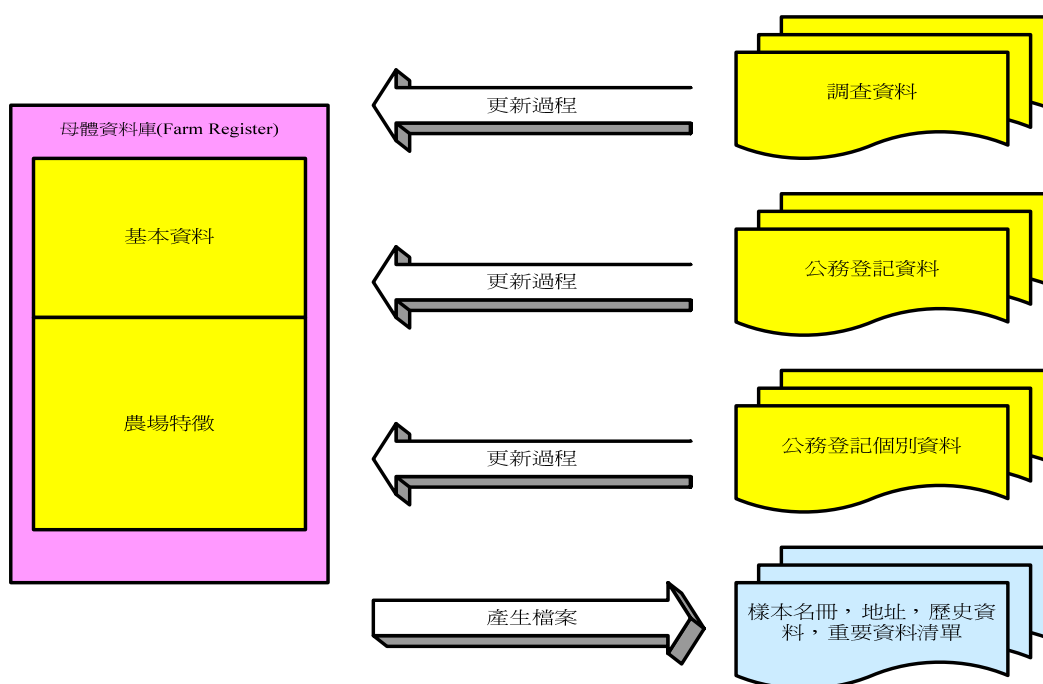 母體資料庫(Farm Register)
基本資料
農場特徵
更新過程
調查資料
更新過程
公務登記資料
更新過程
公務登記個別資料
產生檔案
樣本名冊，地址，歷史資
料，重要資料清單